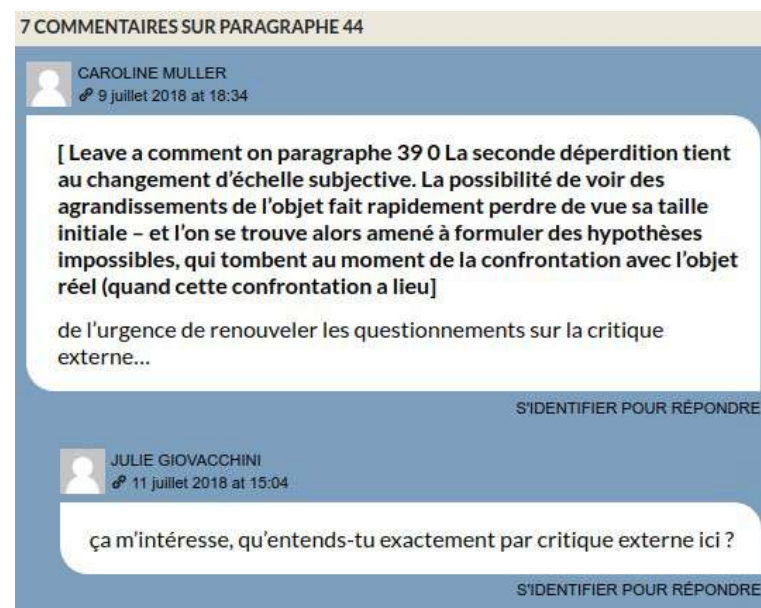 7 COMMENTAIRES SUR PARAGRAPHE 44
CAROLINE MULLER
9 juillet 2018 at 18:34
[ Leave a comment on paragraphe 39 0 La seconde déperdition tient
au changement d’échelle subjective. La possibilité de voir des
agrandissements de l’objet fait rapidement perdre de vue sa taille
initiale – et l’on se trouve alors amené à formuler des hypothèses
impossibles, qui tombent au moment de la confrontation avec l’objet
réel (quand cette confrontation a lieu]
de l’urgence de renouveler les questionnements sur la critique
externe…
S'IDENTIFIER POUR RÉPONDRE
JULIE GIOVACCHINI
11 juillet 2018 at 15:04
ça m’intéresse, qu’entends-tu exactement par critique externe ici ?
S'IDENTIFIER POUR RÉPONDRE